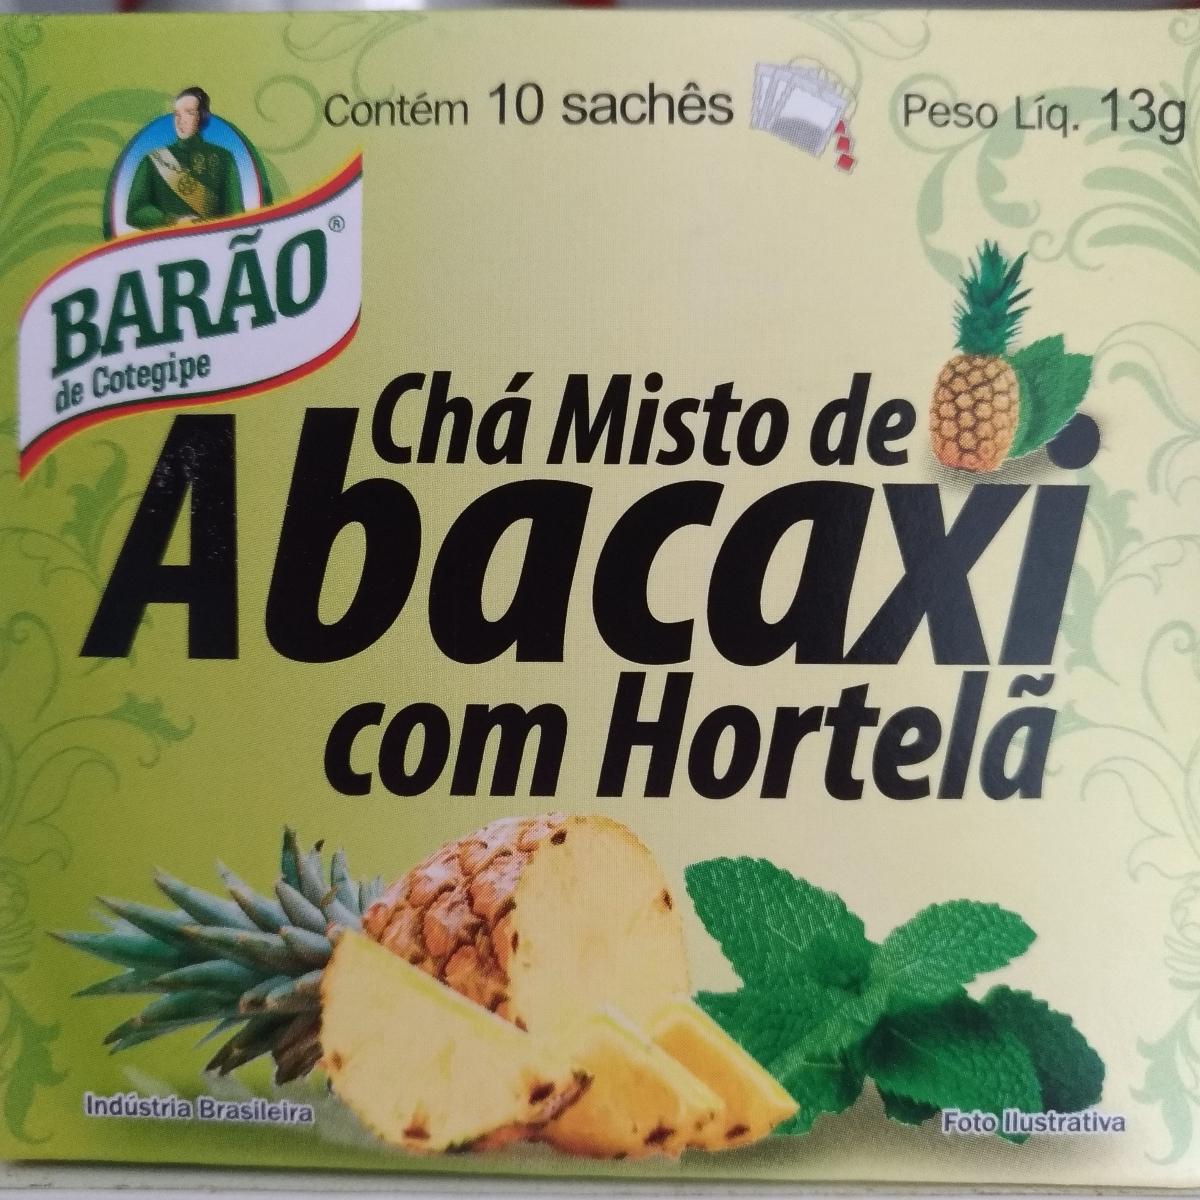 Contém 10 sachês
Peso Líq. 13g
BARÃO®
de Cotegipe
Chá Misto de
Abacaxi
com Hortelã
Indústria Brasileira
Foto Ilustrativa